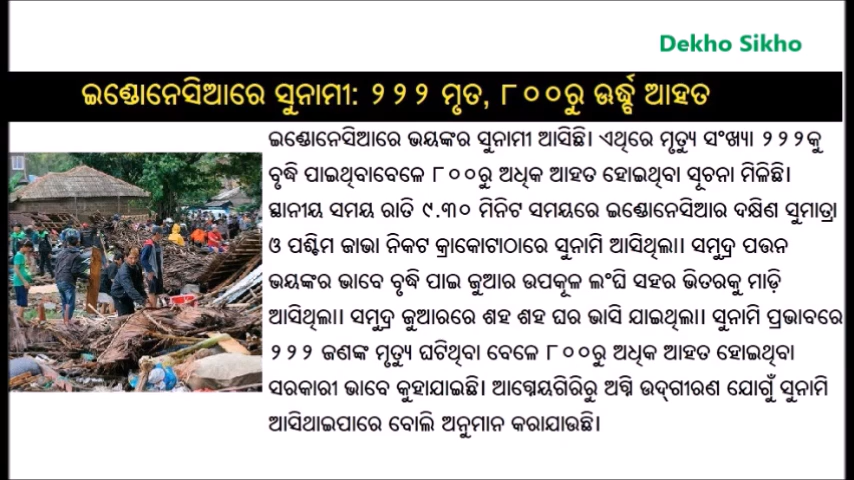 Dekho Sikho
ଇଣ୍ଡୋନେସିଆରେ ସୁନାମୀ: ୨୨୨ ମୃତ, ୮୦୦ରୁ ଊର୍ଦ୍ଧ୍ବ ଆହତ
ଇଣ୍ଡୋନେସିଆରେ ଭୟଙ୍କର ସୁନାମୀ ଆସିଛି। ଏଥିରେ ମୃତ୍ୟୁ ସଂଖ୍ୟା ୨୨୨କୁ
ବୃଦ୍ଧି ପାଇଥିବାବେଳେ ୮୦୦ରୁ ଅଧିକ ଆହତ ହୋଇଥିବା ସୂଚନା ମିଳିଛି।
ସ୍ଥାନୀୟ ସମୟ ରାତି ୯.୩୦ ମିନିଟ ସମୟରେ ଇଣ୍ଡୋନେସିଆର ଦକ୍ଷିଣ ସୁମାତ୍ରା
ଓ ପଶ୍ଚିମ ଜାଭା ନିକଟ କ୍ରାକୋଟାଠାରେ ସୁନାମି ଆସିଥିଲା। ସମୁଦ୍ର ପଉନ
ଭୟଙ୍କର ଭାବେ ବୃଦ୍ଧି ପାଇ ଜୁଆର ଉପକୂଳ ଲଂଘି ସହର ଭିତରକୁ ମାଡ଼ି
ଆସିଥିଲା। ସମୁଦ୍ର ଜୁଆରରେ ଶହ ଶହ ଘର ଭାସି ଯାଇଥିଲା। ସୁନାମି ପ୍ରଭାବରେ
୨୨୨ ଜଣଙ୍କ ମୃତ୍ୟୁ ଘଟିଥିବା ବେଳେ ୮୦୦ରୁ ଅଧିକ ଆହତ ହୋଇଥିବା
ସରକାରୀ ଭାବେ କୁହାଯାଇଛି। ଆଗ୍ନେୟଗିରିରୁ ଅଗ୍ନି ଉଦ୍‌ଗୀରଣ ଯୋଗୁଁ ସୁନାମି
ଆସିଥାଇପାରେ ବୋଲି ଅନୁମାନ କରାଯାଉଛି।